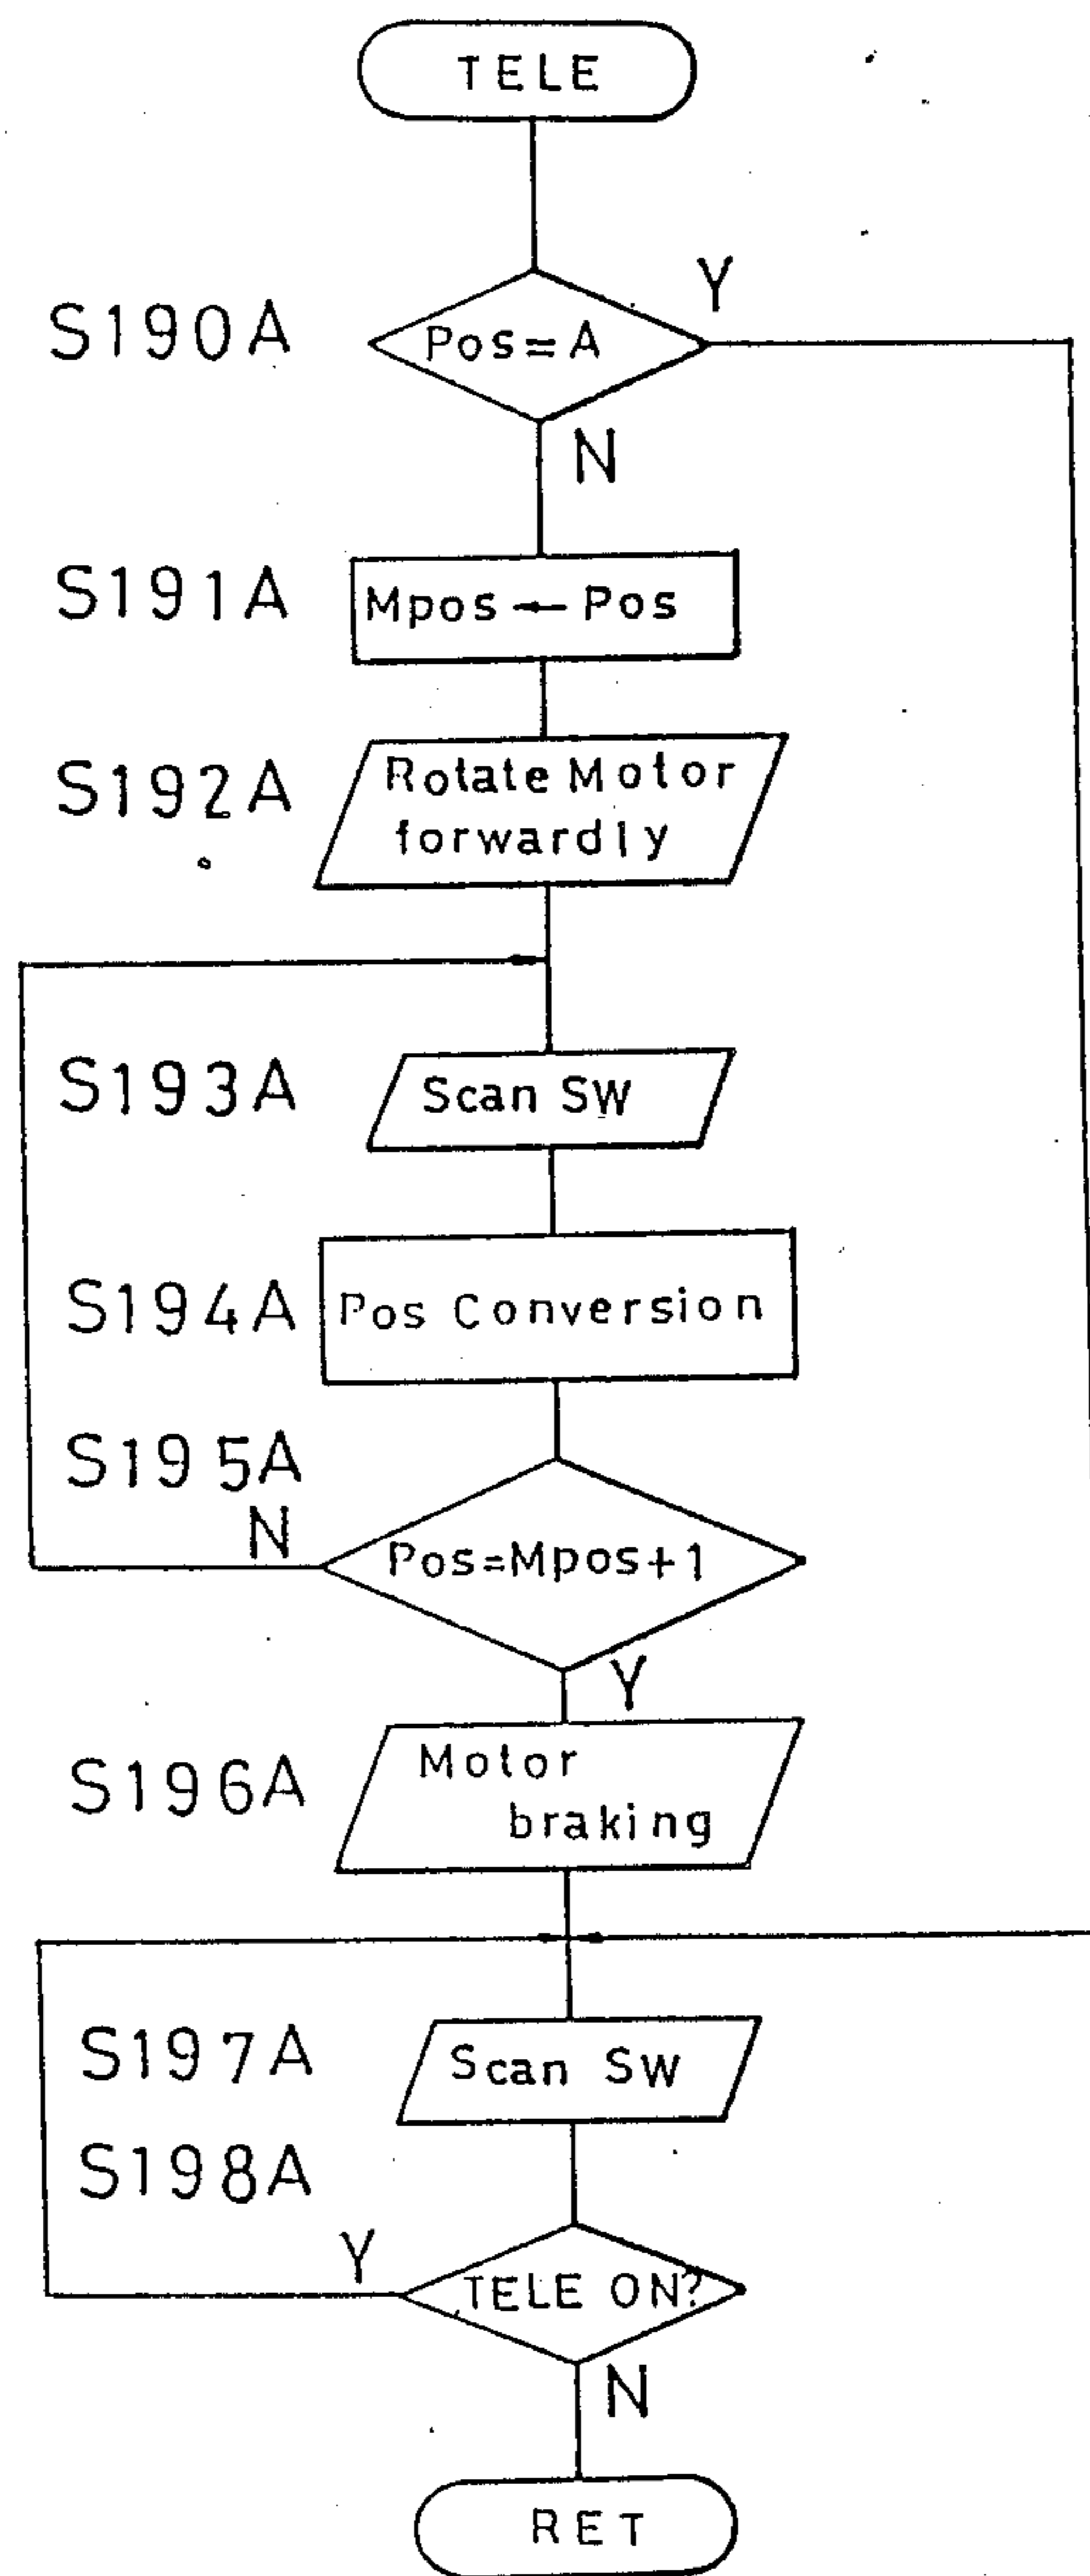 TELE
S190A
Pos=A
Y
N
S191A
Mpos ← Pos
S192A
Rotate Motor
forwardly
S193A
Scan SW
S194A
Pos Conversion
S195A
N
Pos=Mpos+1
Y
S196A
Motor
braking
S197A
Scan SW
S198A
Y
TELE ON?
N
RET